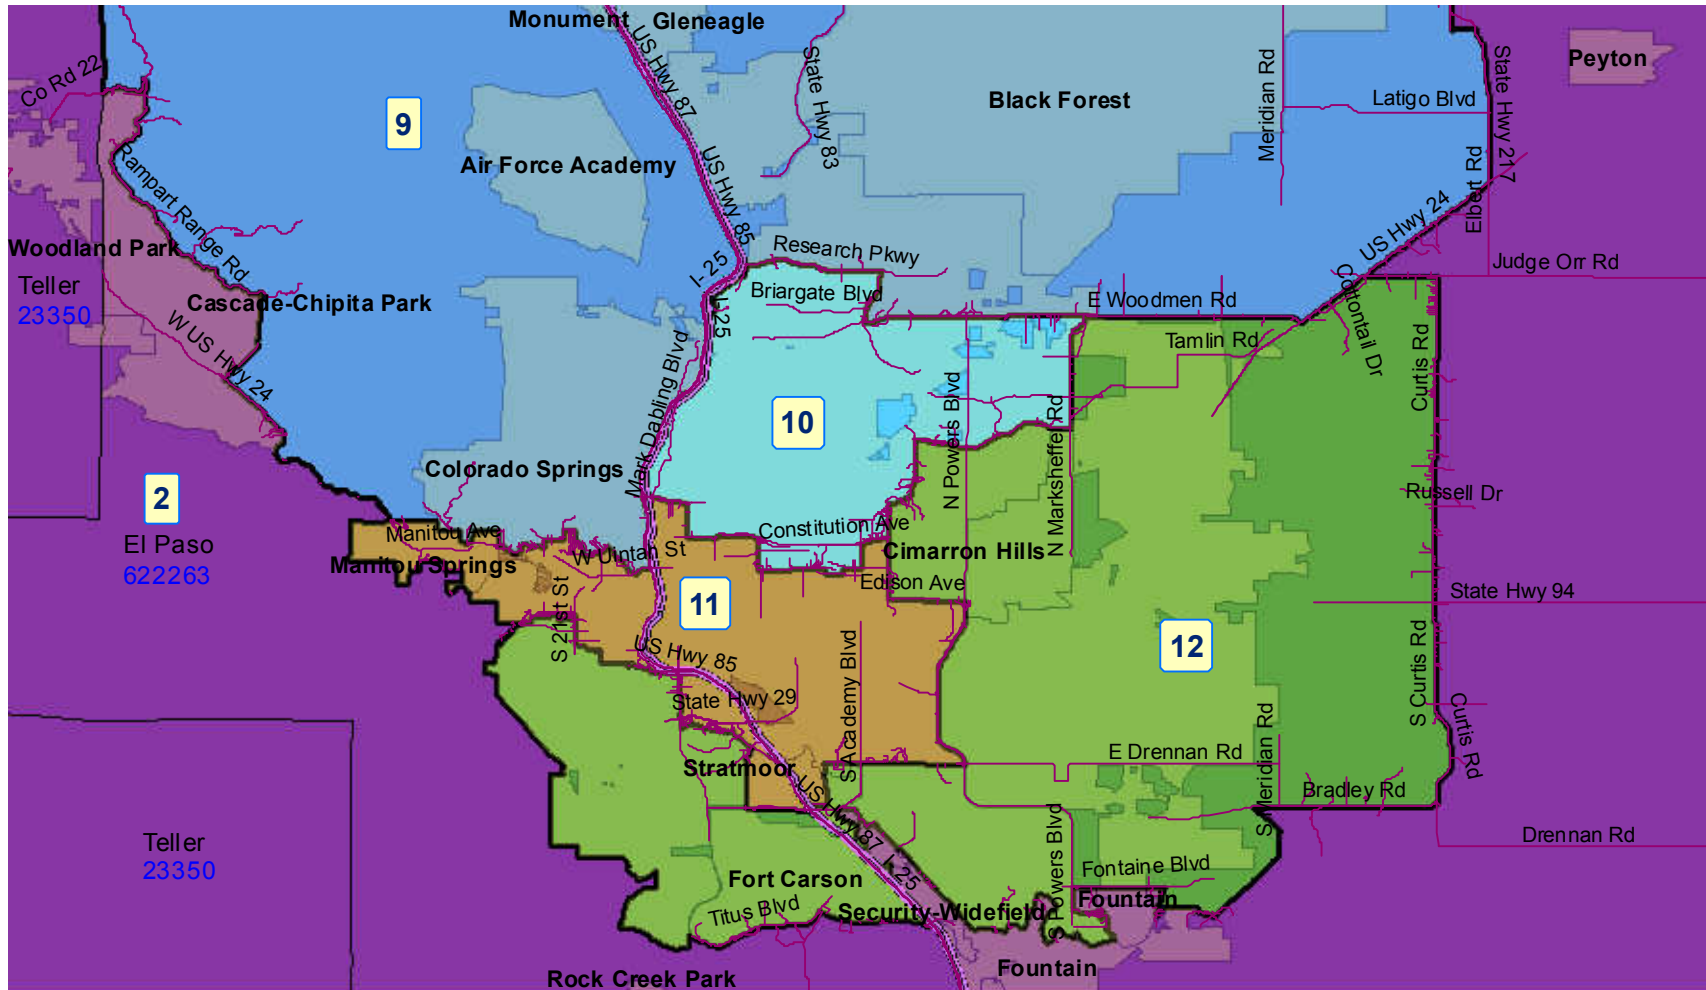 Monument
Gleneagle
US Hwy 87
State Hwy 83
Black Forest
Meridian Rd
Latigo Blvd
State Hwy 217
Peyton
Co Rd 22
9
Air Force Academy
US Hwy 85
Rampart Range Rd
Elbert Rd
US Hwy 24
Woodland Park
Teller
23350
Cascade-Chipita Park
W US Hwy 24
I- 25
I-25
Research Pkwy
Briargate Blvd
E Woodmen Rd
Judge Orr Rd
Cottontail Dr
Tamlin Rd
Curtis Rd
Mark Dabling Blvd
10
N Powers Blvd
N Marksheffel Rd
Colorado Springs
2
El Paso
622263
Russell Dr
Manitou Ave
Manitou Springs
W Uintah St
Constitution Ave
Cimarron Hills
Edison Ave
State Hwy 94
S 21st St
11
12
US Hwy 85
State Hwy 29
S Academy Blvd
S Curtis Rd
Curtis Rd
Stratmoor
E Drennan Rd
S Meridian Rd
Bradley Rd
US Hwy 87
I- 25
Drennan Rd
Teller
23350
S Powers Blvd
Fontaine Blvd
Fort Carson
Titus Blvd
Security-Widefield
Fountain
Fountain
Rock Creek Park